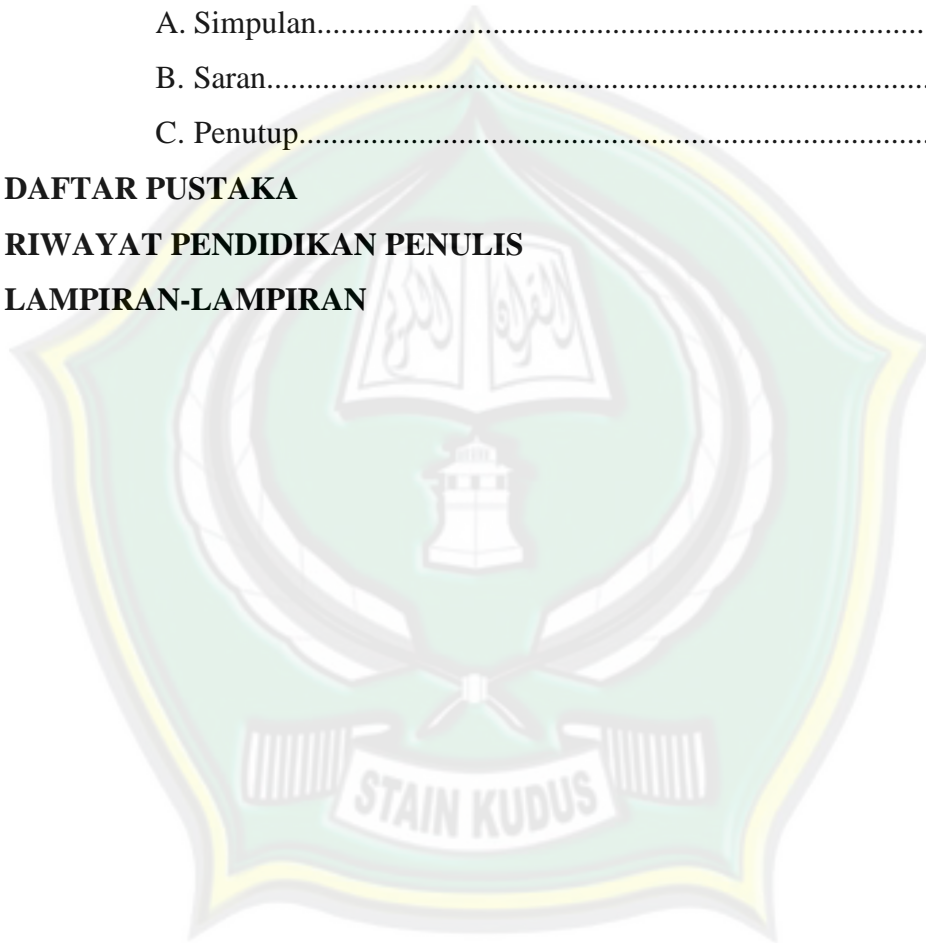 A. Simpulan...........................................................................
B. Saran.................................................................................
C. Penutup.............................................................................
DAFTAR PUSTAKA
RIWAYAT PENDIDIKAN PENULIS
LAMPIRAN-LAMPIRAN
STAIN KUDUS